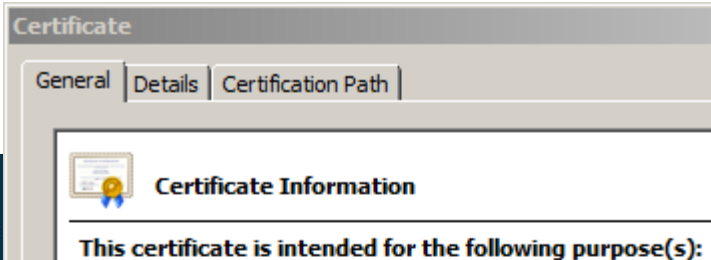 Certificate
General Details Certification Path
Certificate Information
This certificate is intended for the following purpose(s):